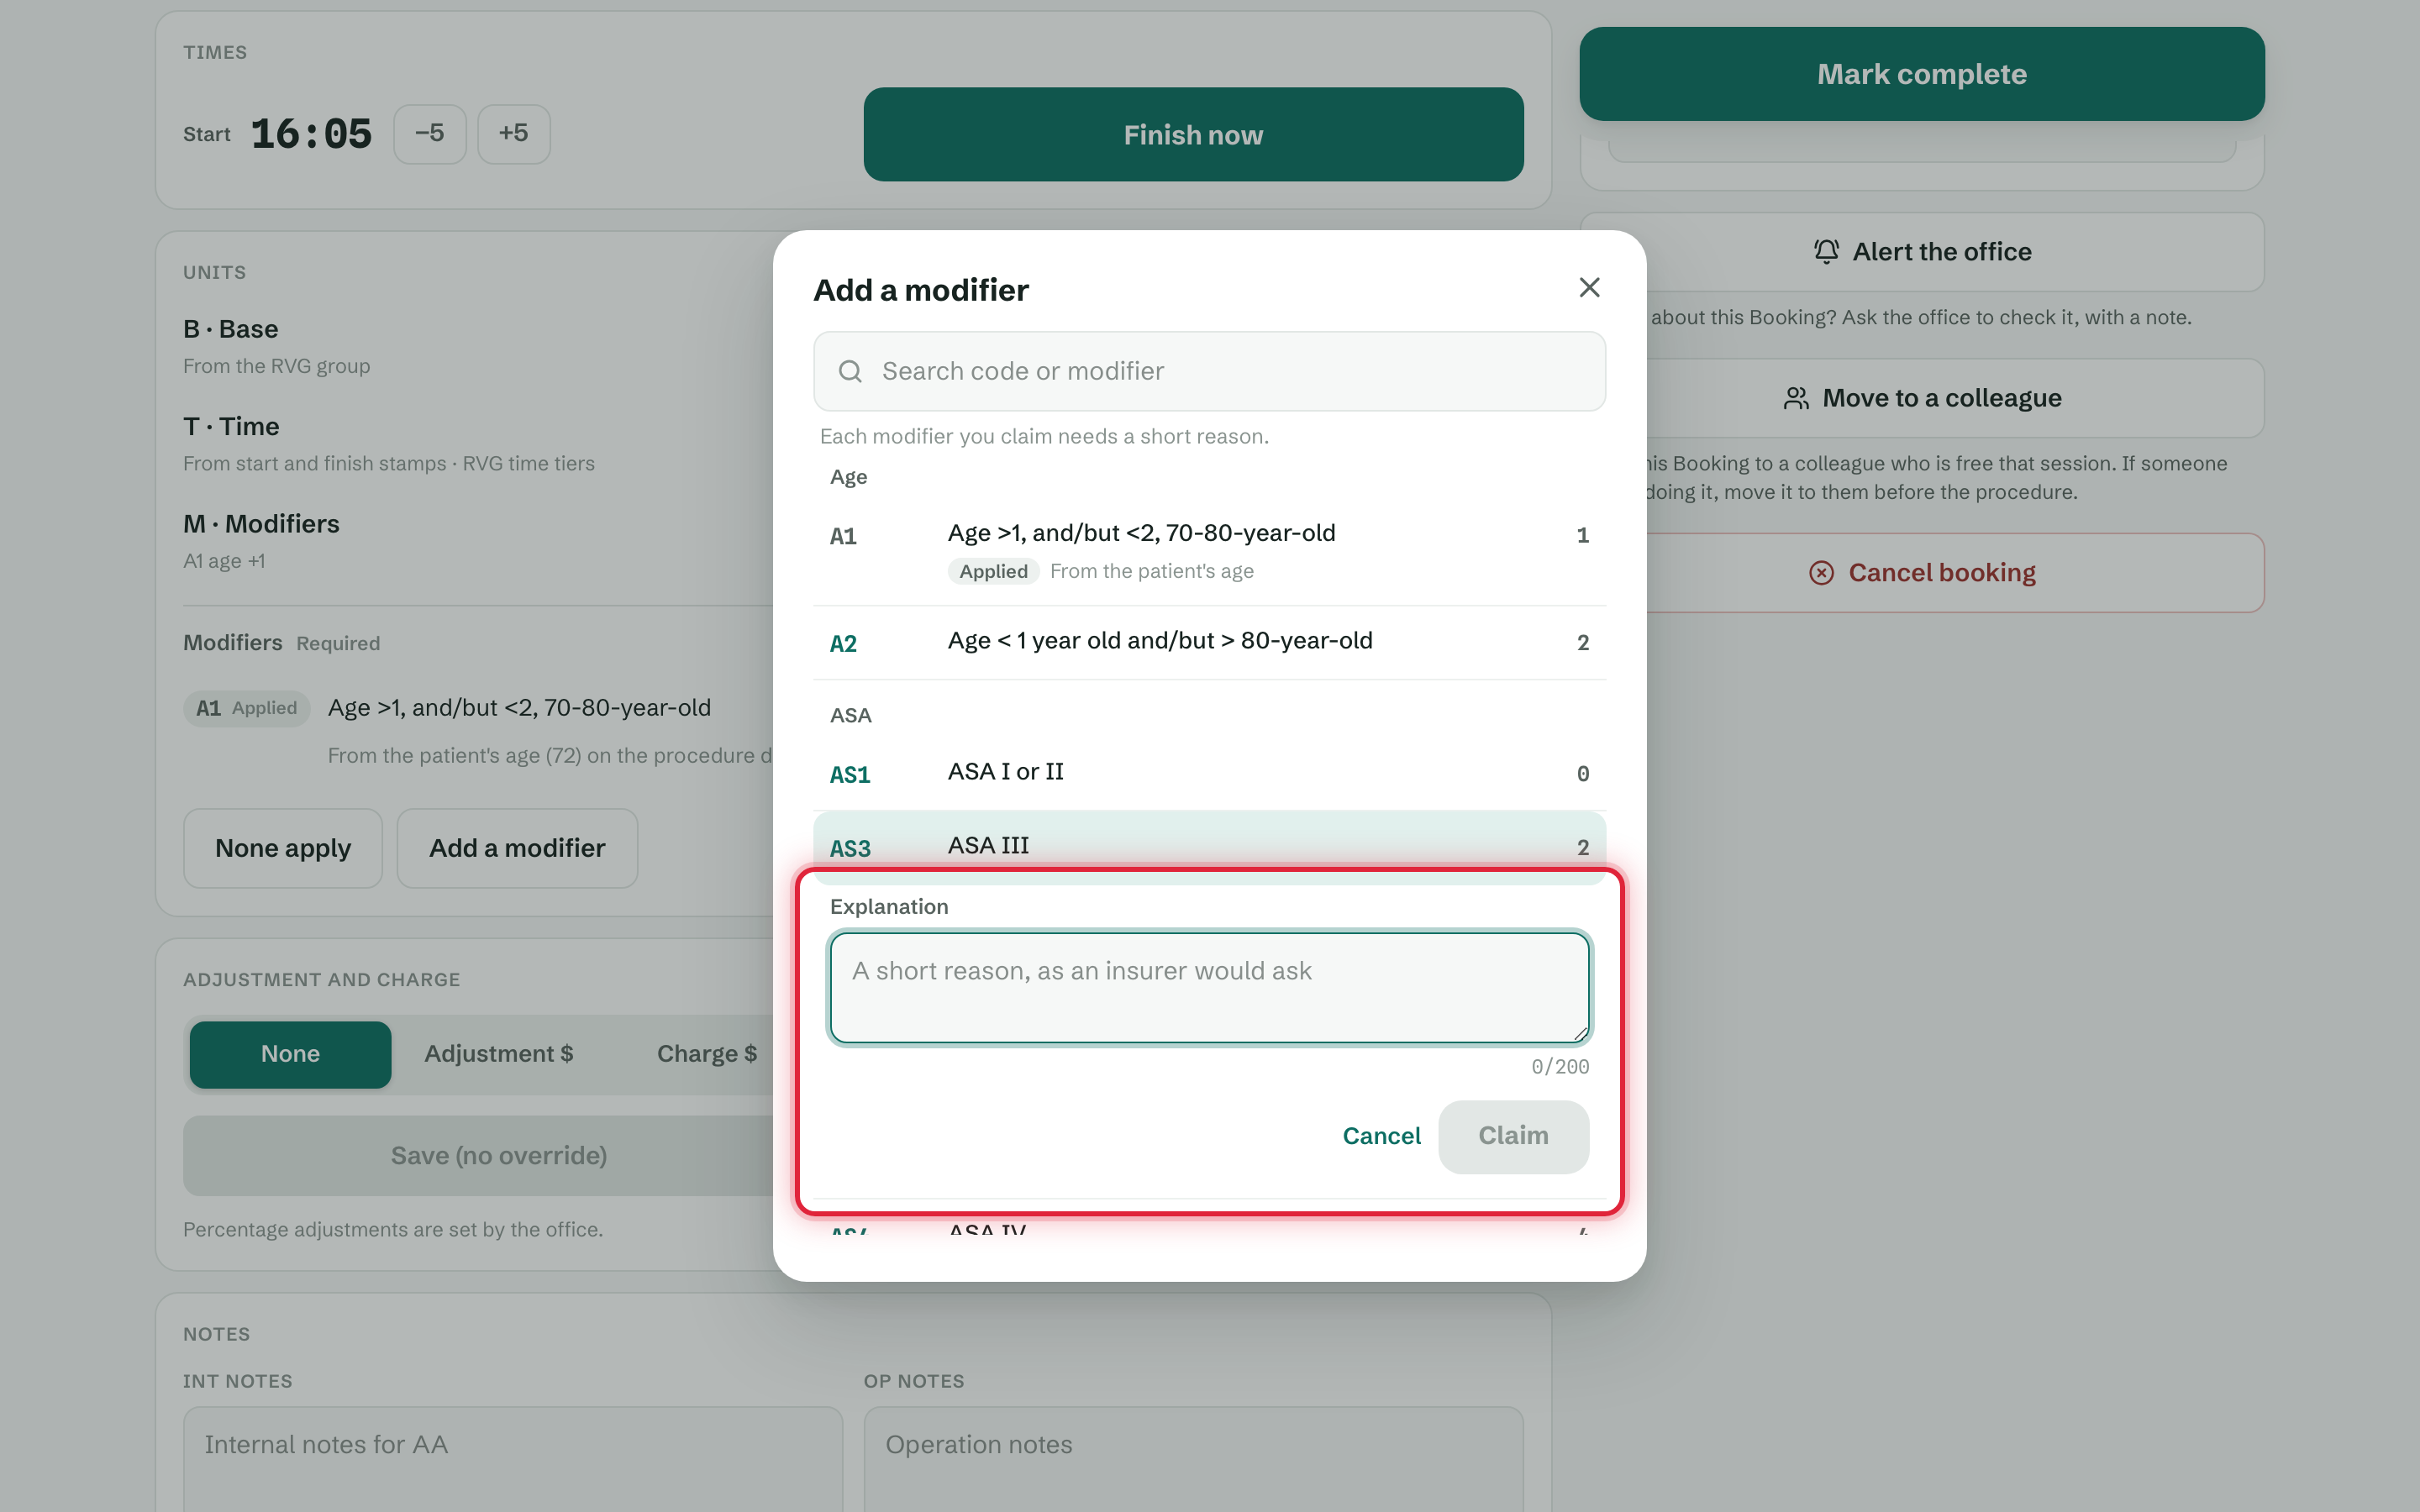 TIMES
Start 16:05 −5 +5
Finish now
Mark complete
UNITS
B · Base
From the RVG group
T · Time
From start and finish stamps · RVG time tiers
M · Modifiers
A1 age +1
Modifiers Required
A1 Applied Age >1, and/but <2, 70-80-year-old
From the patient's age (72) on the procedure d
None apply
Add a modifier
ADJUSTMENT AND CHARGE
None
Adjustment $
Charge $
Save (no override)
Percentage adjustments are set by the office.
NOTES
INT NOTES
Internal notes for AA
OP NOTES
Operation notes
Add a modifier
Search code or modifier
Each modifier you claim needs a short reason.
Age
A1 Age >1, and/but <2, 70-80-year-old 1
Applied From the patient's age
A2 Age < 1 year old and/but > 80-year-old 2
ASA
AS1 ASA I or II 0
AS3 ASA III 2
Explanation
A short reason, as an insurer would ask
0/200
Cancel
Claim
AS4 ASA IV 4
Alert the office
about this Booking? Ask the office to check it, with a note.
Move to a colleague
his Booking to a colleague who is free that session. If someone
doing it, move it to them before the procedure.
Cancel booking